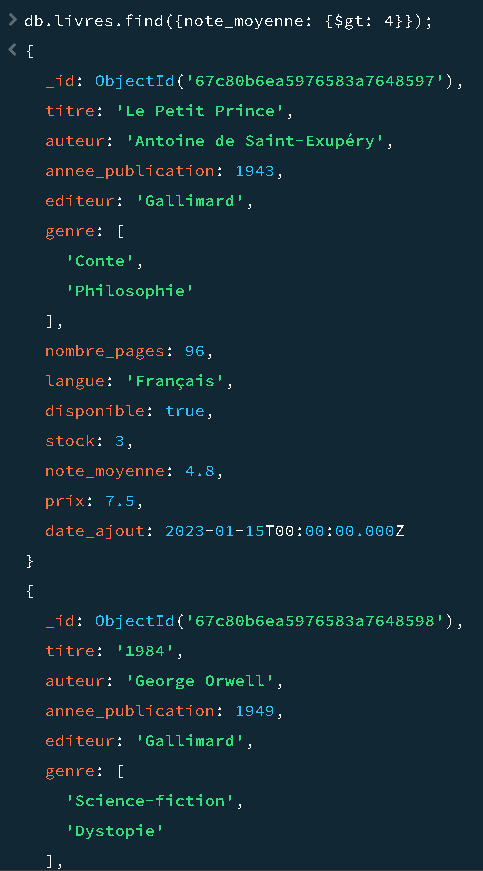 > db.livres.find({note_moyenne: {$gt: 4}});
< {
_id: ObjectId('67c80b6ea5976583a7648597'),
titre: 'Le Petit Prince',
auteur: 'Antoine de Saint-Exupéry',
annee_publication: 1943,
editeur: 'Gallimard',
genre: [
'Conte',
'Philosophie'
],
nombre_pages: 96,
langue: 'Français',
disponible: true,
stock: 3,
note_moyenne: 4.8,
prix: 7.5,
date_ajout: 2023-01-15T00:00:00.000Z
}
{
_id: ObjectId('67c80b6ea5976583a7648598'),
titre: '1984',
auteur: 'George Orwell',
annee_publication: 1949,
editeur: 'Gallimard',
genre: [
'Science-fiction',
'Dystopie'
],